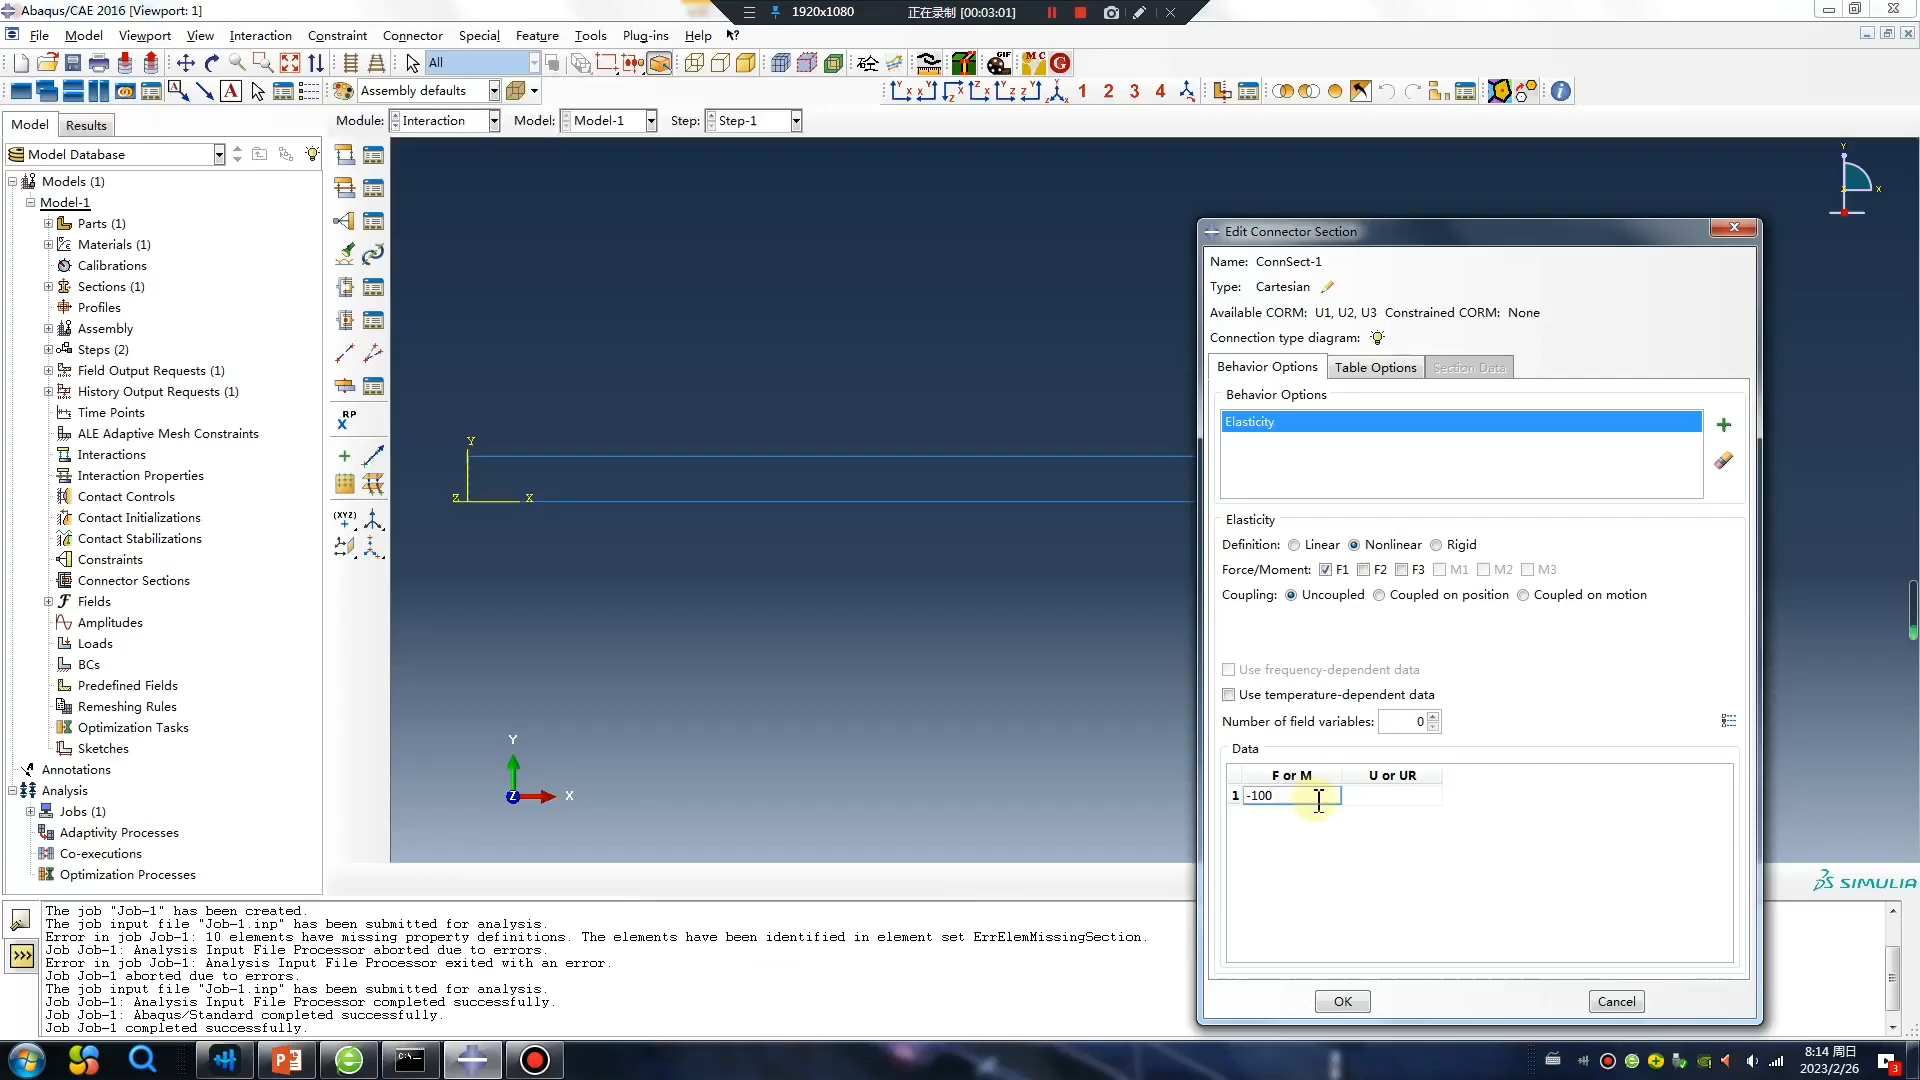 Abaqus/CAE 2016 [Viewport: 1]
1920x1080
正在录制 [00:03:01]
File Model Viewport View Interaction Constraint Connector Special Feature Tools Plug-ins Help
All
砼
GIF
M C
G
A
Assembly defaults
1 2 3 4
Model Results
Module: Interaction Model: Model-1 Step: Step-1
Model Database
Models (1)
Model-1
Parts (1)
Materials (1)
Calibrations
Sections (1)
Profiles
Assembly
Steps (2)
Field Output Requests (1)
History Output Requests (1)
Time Points
ALE Adaptive Mesh Constraints
Interactions
Interaction Properties
Contact Controls
Contact Initializations
Contact Stabilizations
Constraints
Connector Sections
Fields
Amplitudes
Loads
BCs
Predefined Fields
Remeshing Rules
Optimization Tasks
Sketches
Annotations
Analysis
Jobs (1)
Adaptivity Processes
Co-executions
Optimization Processes
RP
X
(XYZ)
Y
Z X
Y
Z X
Y
X
Edit Connector Section
Name: ConnSect-1
Type: Cartesian
Available CORM: U1, U2, U3 Constrained CORM: None
Connection type diagram:
Behavior Options Table Options Section Data
Behavior Options
Elasticity
Elasticity
Definition: Linear Nonlinear Rigid
Force/Moment: F1 F2 F3 M1 M2 M3
Coupling: Uncoupled Coupled on position Coupled on motion
Use frequency-dependent data
Use temperature-dependent data
Number of field variables: 0
Data
F or M U or UR
1 -100
OK Cancel
SIMULIA
The job "Job-1" has been created.
The job input file "Job-1.inp" has been submitted for analysis.
Error in job Job-1: 10 elements have missing property definitions. The elements have been identified in element set ErrElemMissingSection.
Job Job-1: Analysis Input File Processor aborted due to errors.
Error in job Job-1: Analysis Input File Processor exited with an error.
Job Job-1 aborted due to errors.
The job input file "Job-1.inp" has been submitted for analysis.
Job Job-1: Analysis Input File Processor completed successfully.
Job Job-1: Abaqus/Standard completed successfully.
Job Job-1 completed successfully.
8:14 周日
2023/2/26
3